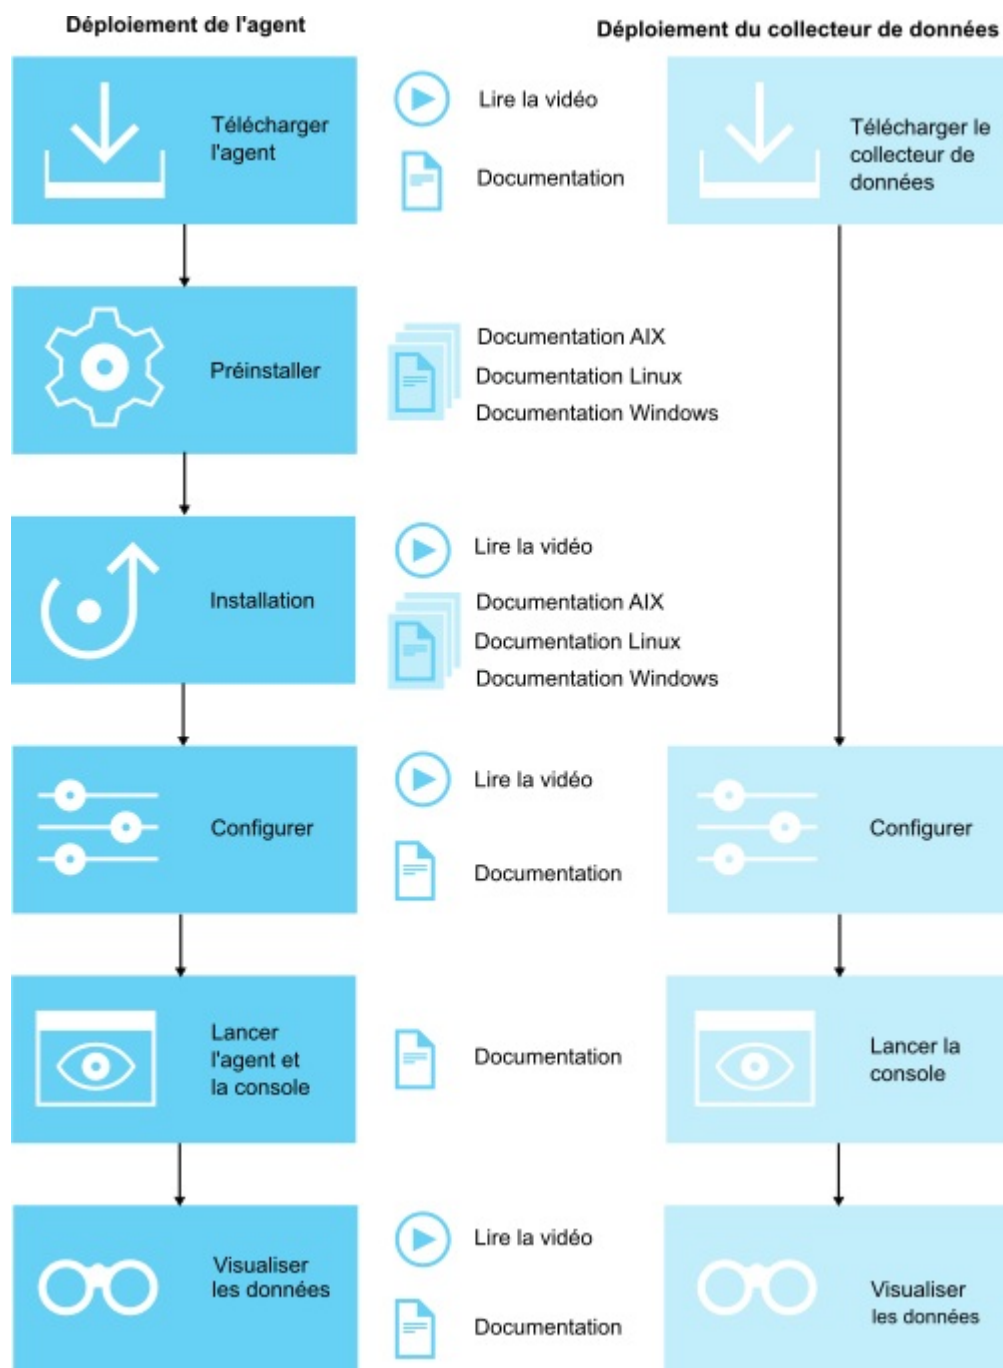 Déploiement de l'agent
Déploiement du collecteur de données
Télécharger
l'agent
Lire la vidéo
Documentation
Télécharger le
collecteur de
données
Préinstaller
Documentation AIX
Documentation Linux
Documentation Windows
Installation
Lire la vidéo
Documentation AIX
Documentation Linux
Documentation Windows
Configurer
Lire la vidéo
Documentation
Configurer
Lancer
l'agent et
la console
Documentation
Lancer la
console
Visualiser
les données
Lire la vidéo
Documentation
Visualiser
les données